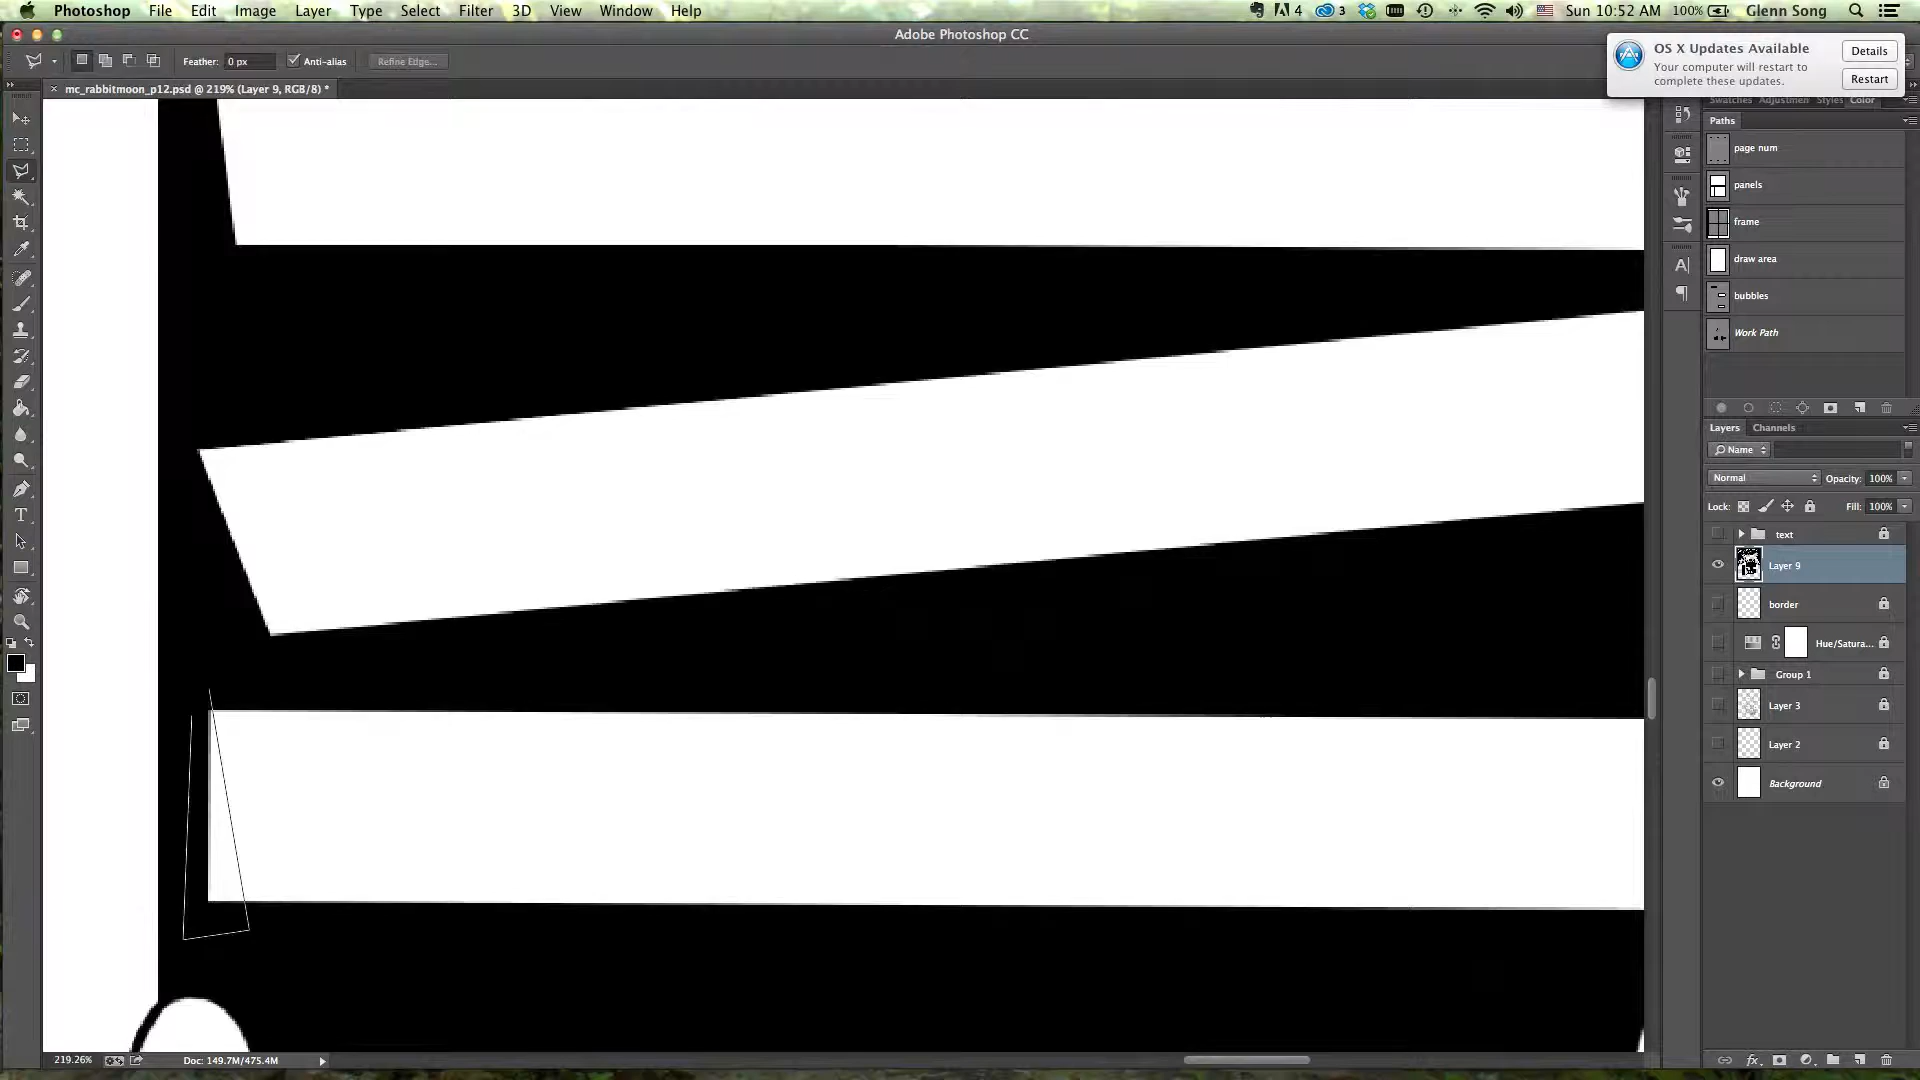 Photoshop File Edit Image Layer Type Select Filter 3D View Window Help 4 3 Sun 10:52 AM 100% Glenn Song
Adobe Photoshop CC
OS X Updates Available
Your computer will restart to
complete these updates.
Details
Restart
Feather: 0 px Anti-alias Refine Edge...
mc_rabbitmoon_p12.psd @ 219% (Layer 9, RGB/8) *
Swatches Adjustmen Styles Color
Paths
page num
panels
frame
draw area
bubbles
Work Path
Layers Channels
Name
Normal Opacity: 100%
Lock: Fill: 100%
text
Layer 9
border
Hue/Satura...
Group 1
Layer 3
Layer 2
Background
219.26% Doc: 149.7M/475.4M